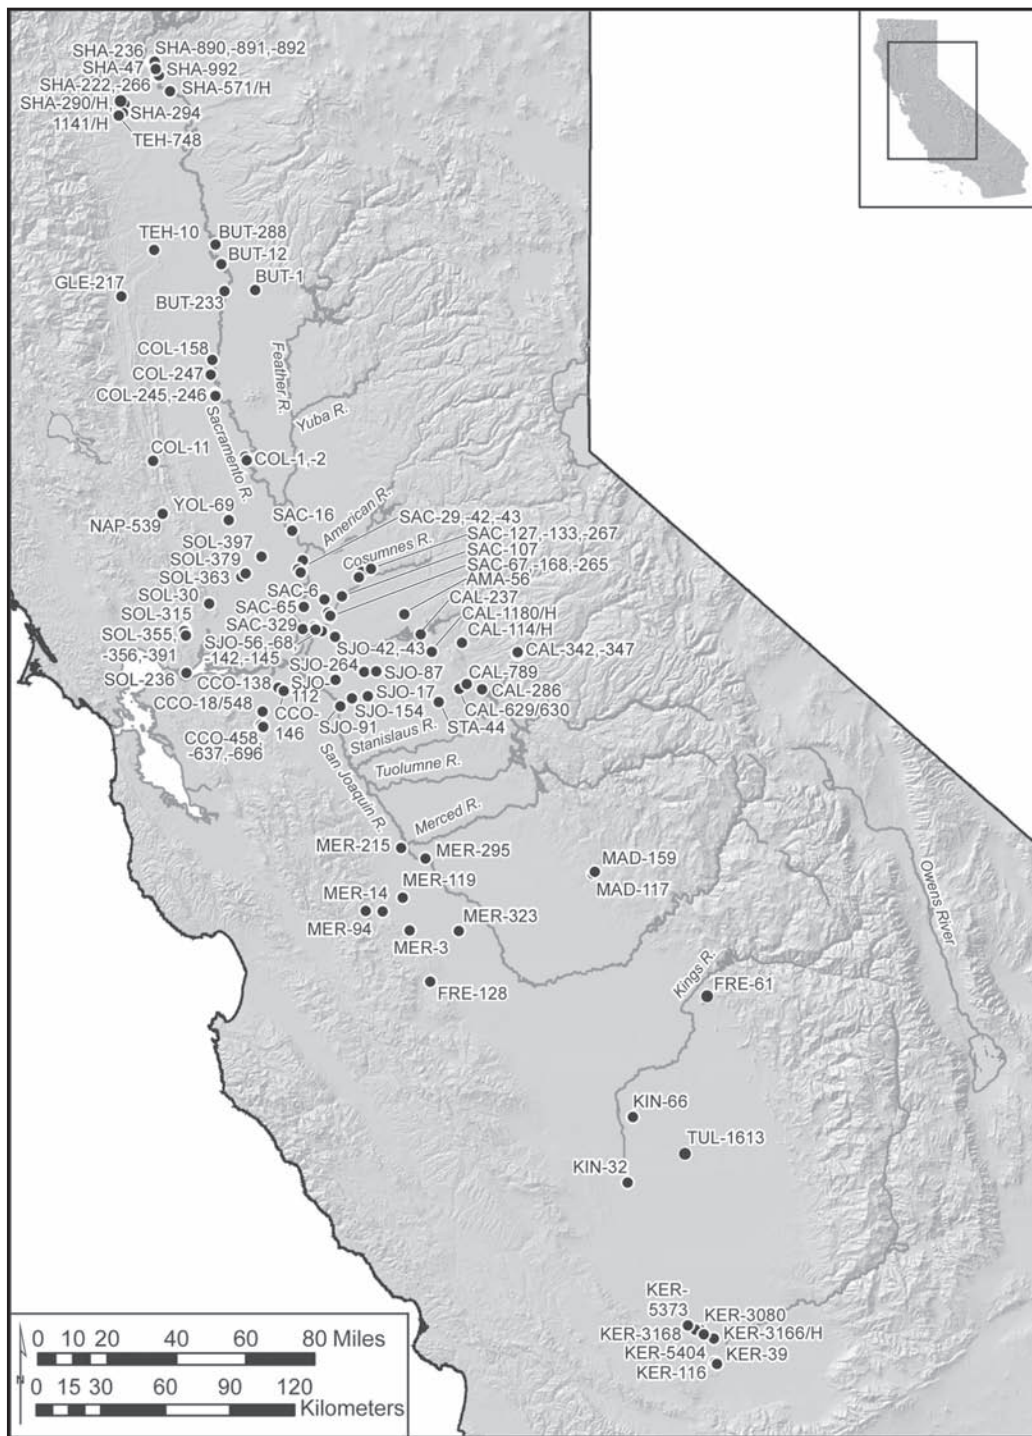 SHA-236
SHA-890,-891,-892
SHA-47
SHA-992
SHA-222,-266
SHA-571/H
SHA-290/H,
1141/H
SHA-294
TEH-748
TEH-10
BUT-288
BUT-12
GLE-217
BUT-1
BUT-233
COL-158
COL-247
COL-245,-246
Feather R.
Yuba R.
Sacramento R.
COL-11
COL-1,-2
NAP-539
YOL-69
SAC-16
American R.
SAC-29,-42,-43
Cosumnes R.
SAC-127,-133,-267
SAC-107
SAC-67,-168,-265
AMA-56
CAL-237
CAL-1180/H
CAL-114/H
CAL-342,-347
SOL-397
SOL-379
SOL-363
SOL-30
SOL-315
SOL-355,
-356,-391
SOL-236
SAC-6
SAC-65
SAC-329
SJO-56,-68
-142,-145
SJO-42,-43
SJO-264
SJO-
112
SJO-87
CAL-789
CAL-286
CAL-629/630
CCO-138
CCO-18/548
CCO-
146
CCO-458,
-637,-696
SJO-17
SJO-154
SJO-91
STA-44
Stanislaus R.
Tuolumne R.
San Joaquin R.
Merced R.
MER-215
MER-295
MER-119
MER-14
MER-94
MER-3
MER-323
MAD-159
MAD-117
FRE-128
Owens River
Kings R.
FRE-61
KIN-66
TUL-1613
KIN-32
KER-
5373
KER-3080
KER-3168
KER-3166/H
KER-5404
KER-39
KER-116
0 10 20 40 60 80 Miles
0 15 30 60 90 120
Kilometers